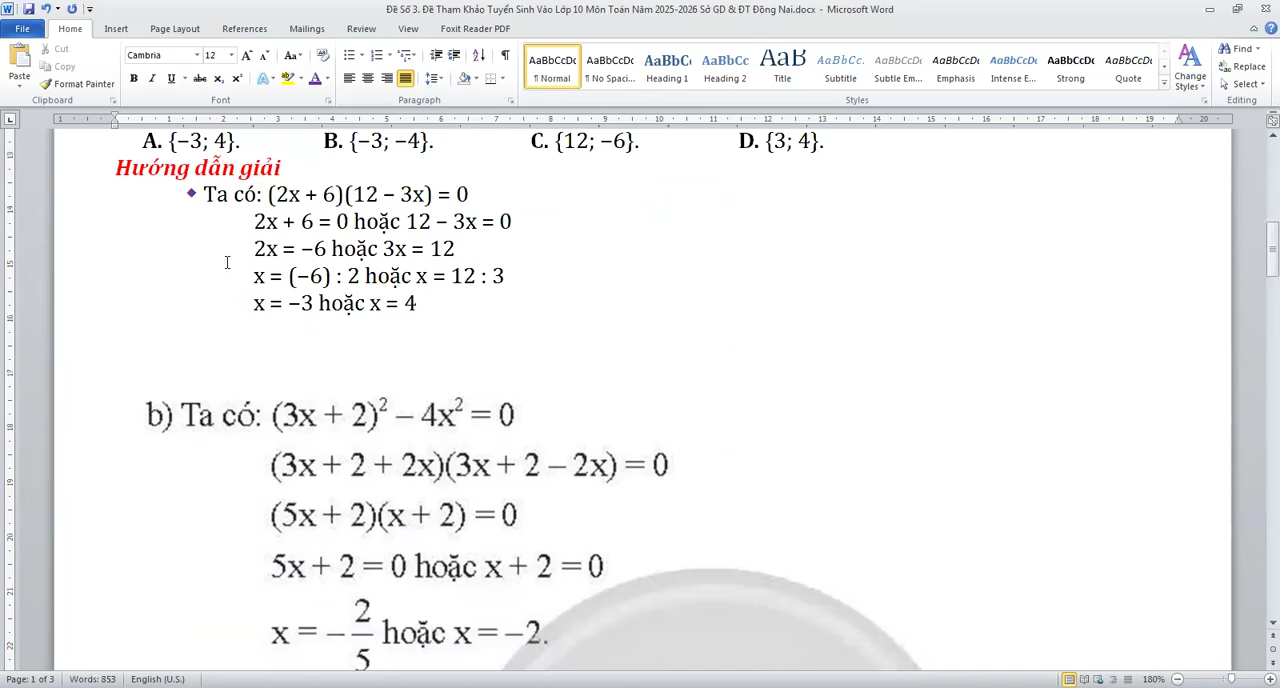 Đề Số 3. Đề Tham Khảo Tuyển Sinh Vào Lớp 10 Môn Toán Năm 2025-2026 Sở GD & ĐT Đồng Nai.docx - Microsoft Word
File Home Insert Page Layout References Mailings Review View Foxit Reader PDF
Paste Cut Copy Format Painter
Cambria 12
AaBbCcDc AaBbCcDc AaBbC AaBbCc AaB AaBbCc. AaBbCcDc AaBbCcDc AaBbCcDc AaBbCcDc AaBbCcDc
¶ Normal ¶ No Spaci... Heading 1 Heading 2 Title Subtitle Subtle Em... Emphasis Intense E... Strong Quote
Change Styles
Find Replace Select
Clipboard Font Paragraph Styles Editing
A. {−3; 4}. B. {−3; −4}. C. {12; −6}. D. {3; 4}.
Hướng dẫn giải
Ta có: (2x + 6)(12 − 3x) = 0
2x + 6 = 0 hoặc 12 − 3x = 0
2x = −6 hoặc 3x = 12
x = (−6) : 2 hoặc x = 12 : 3
x = −3 hoặc x = 4
b) Ta có: (3x + 2)² − 4x² = 0
(3x + 2 + 2x)(3x + 2 − 2x) = 0
(5x + 2)(x + 2) = 0
5x + 2 = 0 hoặc x + 2 = 0
x = −2/5 hoặc x = −2.
Page: 1 of 3 Words: 853 English (U.S.) 180%